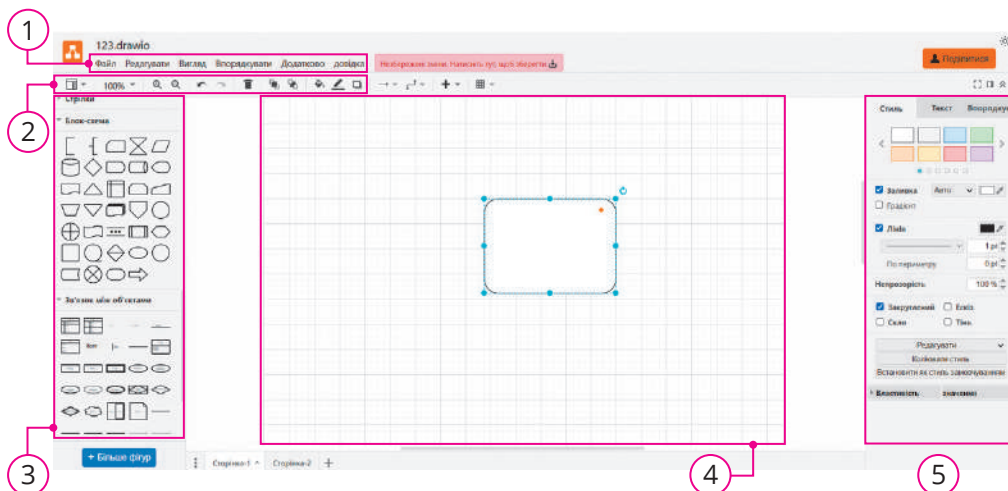 1
123.drawio
Файл Редагувати Вигляд Впорядкувати Додатково довідка
Незбережені зміни. Натисніть тут, щоб зберегти.
Поділитися
100%
2
Стрілки
Блок-схема
Зв'язок між об'єктами
Стиль Текст Впорядкув
Заливка Авто
Градієнт
Лінія
1 pt
По периметру 0 pt
Непрозорість 100 %
Закруглений Ескіз
Скло Тінь
Редагувати
Копіювати стиль
Встановити як стиль замовчуванням
Властивість значення
+ Більше фігур
Сторінка-1 Сторінка-2
3
4
5